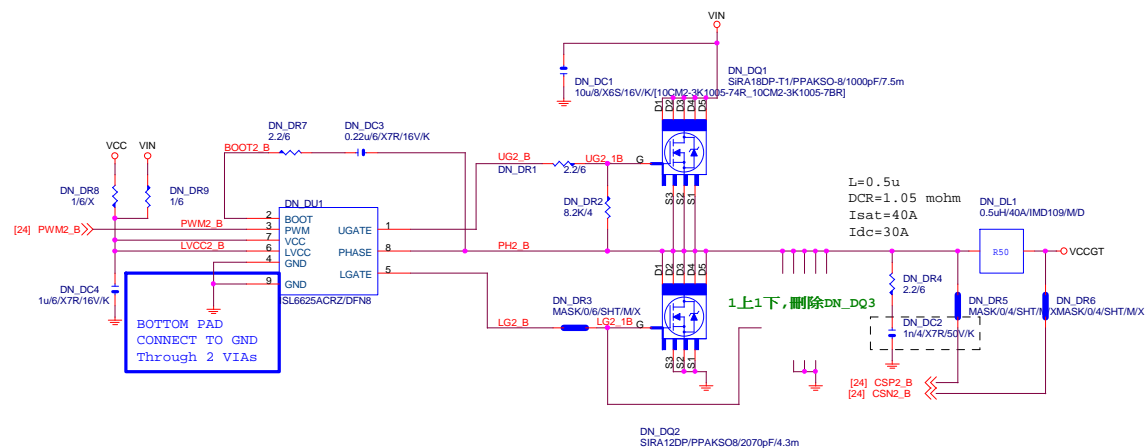 VIN
DN_DC1
10u/8/X6S/16V/K/[10CM2-3K1005-74R_10CM2-3K1005-7BR]
DN_DQ1
SiRA18DP-T1/PPAKSO-8/1000pF/7.5m
D1
D2
D3
D4
D5
G
S3
S2
S1
DN_DR7
2.2/6
DN_DC3
0.22u/6/X7R/16V/K
VCC
VIN
BOOT2_B
DN_DR8
1/6/X
DN_DR9
1/6
UG2_B
UG2_1B
DN_DR1
2.2/6
DN_DR2
8.2K/4
L=0.5u
DCR=1.05 mohm
Isat=40A
Idc=30A
DN_DL1
0.5uH/40A/IMD109/M/D
R50
VCCGT
[24] PWM2_B
PWM2_B
LVCC2_B
DN_DU1
2
BOOT
3
PWM
7
VCC
6
LVCC
4
GND
9
GND
UGATE
1
PHASE
8
LGATE
5
SL6625ACRZ/DFN8
PH2_B
DN_DC4
1u/6/X7R/16V/K
BOTTOM PAD
CONNECT TO GND
Through 2 VIAs
LG2_B
DN_DR3
MASK/0/6/SHT/M/X
LG2_1B
D1
D2
D3
D4
D5
G
S3
S2
S1
1上1下,刪除DN_DQ3
DN_DR4
2.2/6
DN_DC2
1n/4/X7R/50V/K
DN_DR5
MASK/0/4/SHT/M/X
DN_DR6
MASK/0/4/SHT/M/X
[24] CSP2_B
[24] CSN2_B
DN_DQ2
SIRA12DP/PPAKSO8/2070pF/4.3m